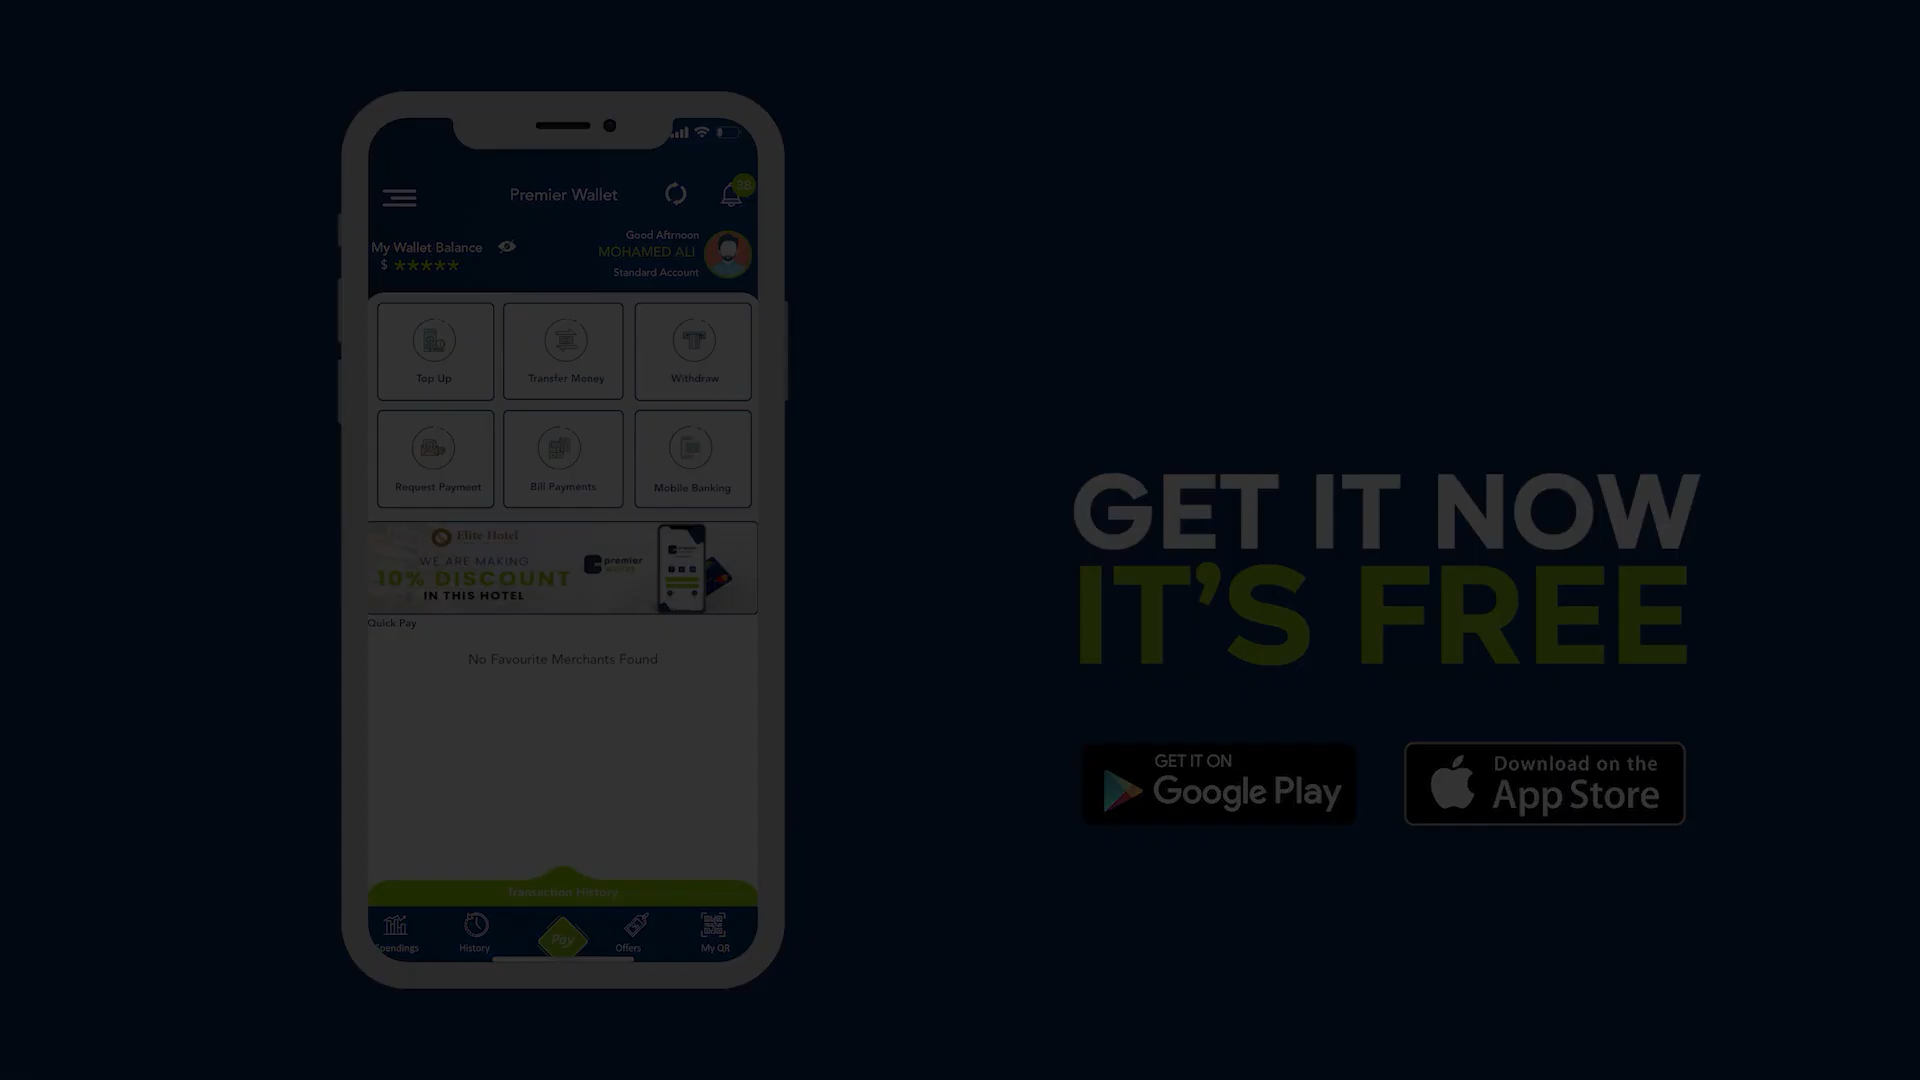 Premier Wallet
38
My Wallet Balance
$ *****
Good Aftrnoon
MOHAMED ALI
Standard Account
Top Up
Transfer Money
Withdraw
Request Payment
Bill Payments
Mobile Banking
Elite Hotel
WE ARE MAKING
10% DISCOUNT
IN THIS HOTEL
premier
WALLET
Quick Pay
No Favourite Merchants Found
Transaction History
Spendings
History
Pay
Offers
My QR
GET IT NOW
IT'S FREE
GET IT ON
Google Play
Download on the
App Store